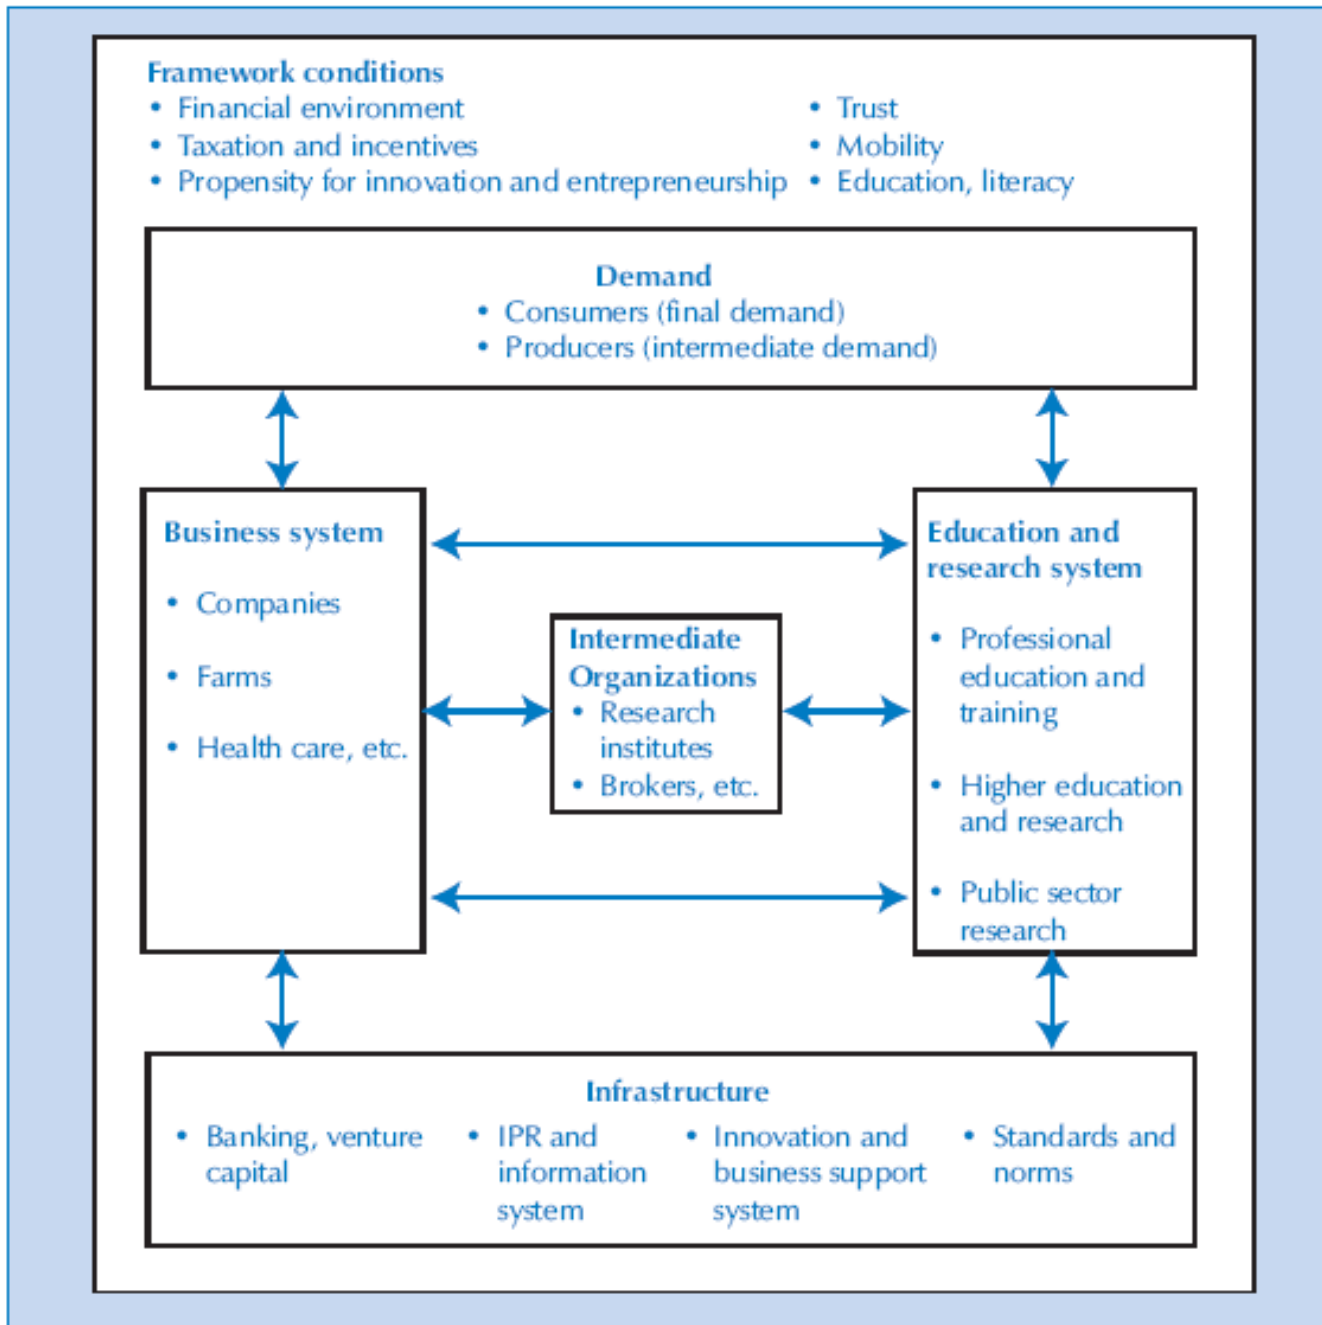 Framework conditions
• Financial environment
• Taxation and incentives
• Propensity for innovation and entrepreneurship
• Trust
• Mobility
• Education, literacy
Demand
• Consumers (final demand)
• Producers (intermediate demand)
Business system
• Companies
• Farms
• Health care, etc.
Intermediate
Organizations
• Research
institutes
• Brokers, etc.
Education and
research system
• Professional
education and
training
• Higher education
and research
• Public sector
research
Infrastructure
• Banking, venture
capital
• IPR and
information
system
• Innovation and
business support
system
• Standards and
norms